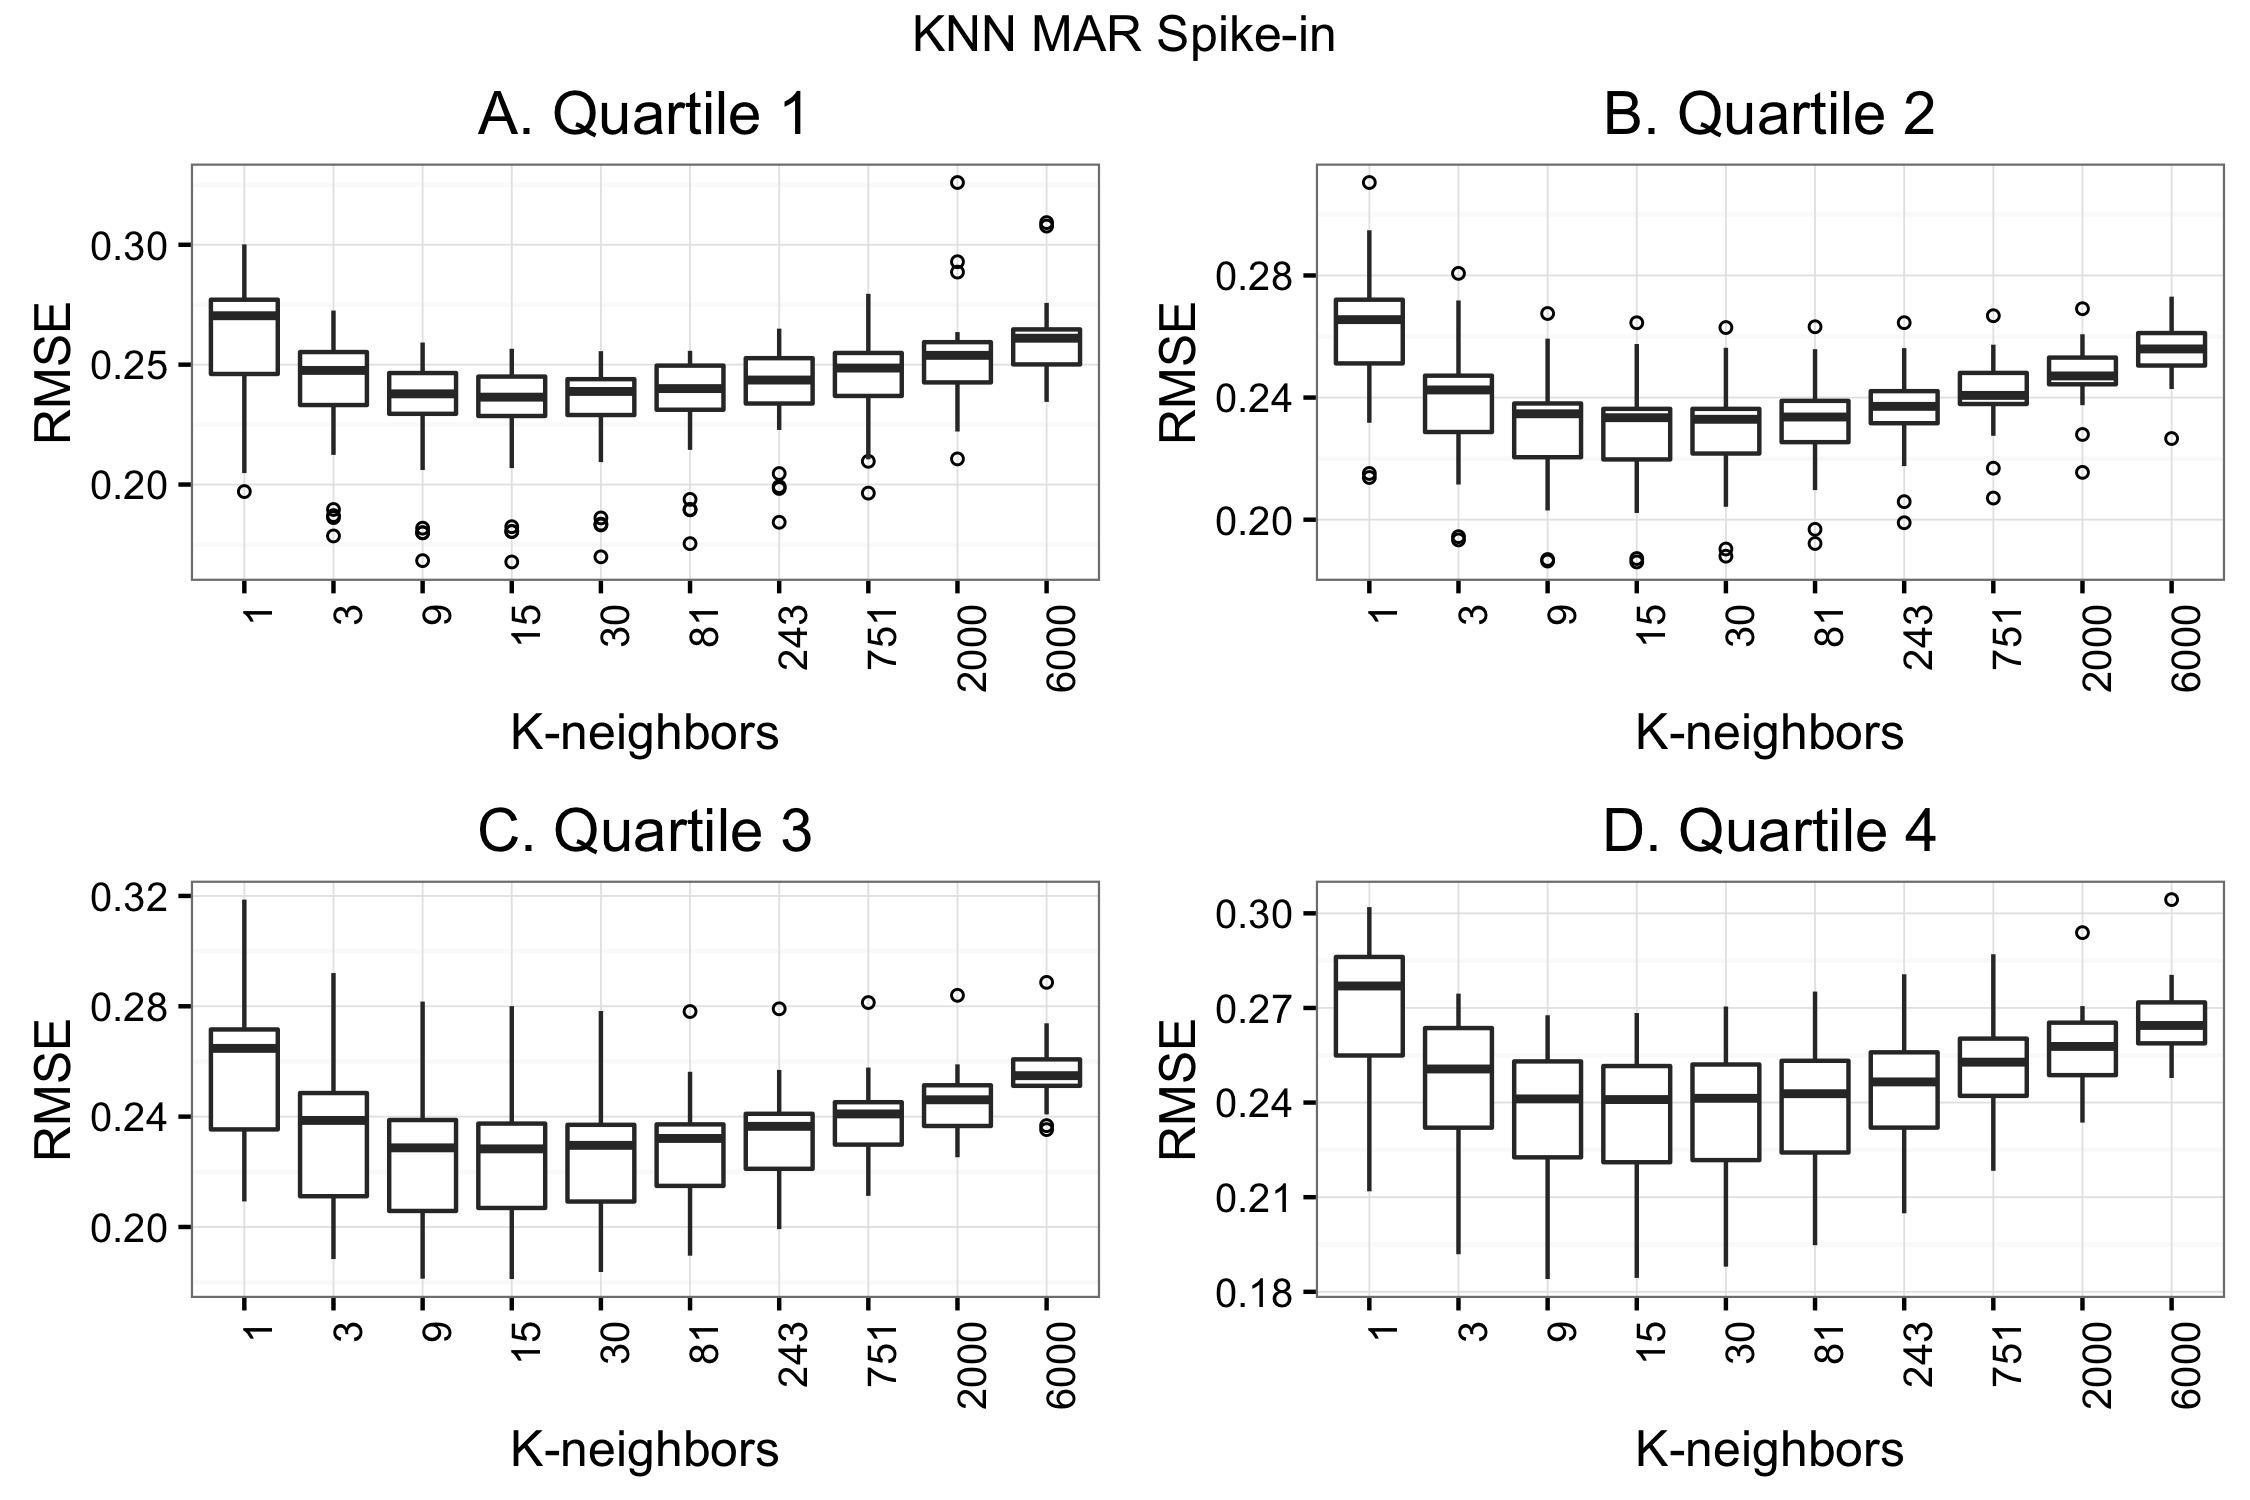 KNN MAR Spike-in
A. Quartile 1
RMSE
0.30
0.25
0.20
1 3 9 15 30 81 243 751 2000 6000
K-neighbors
B. Quartile 2
RMSE
0.28
0.24
0.20
1 3 9 15 30 81 243 751 2000 6000
K-neighbors
C. Quartile 3
RMSE
0.32
0.28
0.24
0.20
1 3 9 15 30 81 243 751 2000 6000
K-neighbors
D. Quartile 4
RMSE
0.30
0.27
0.24
0.21
0.18
1 3 9 15 30 81 243 751 2000 6000
K-neighbors